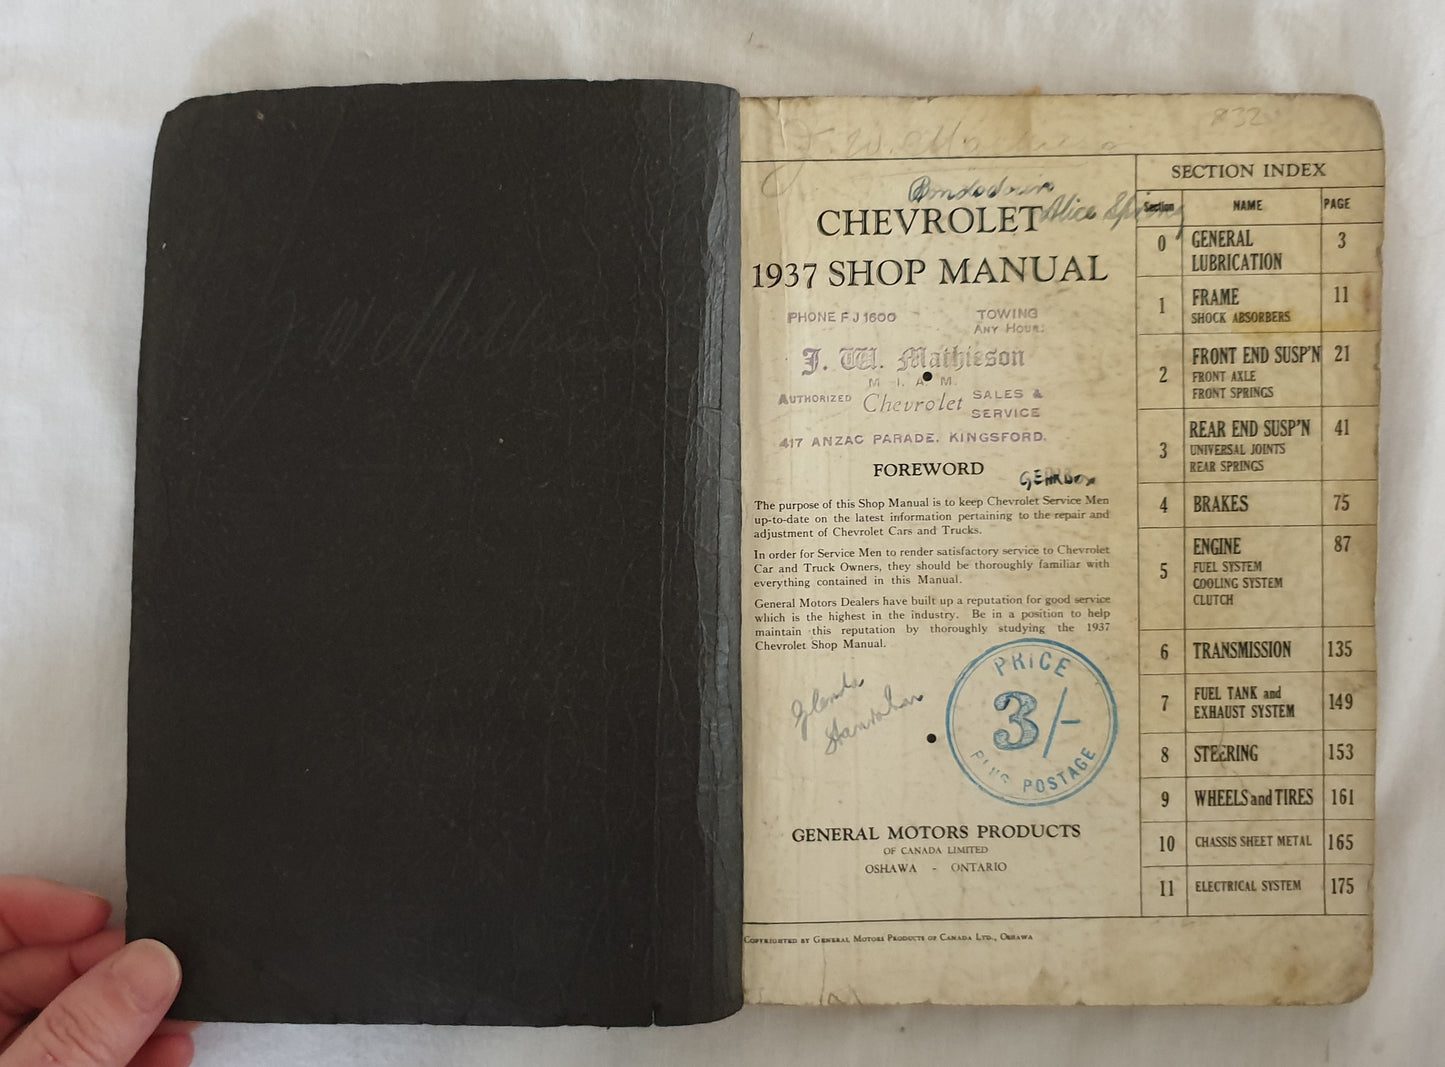 J. W. Mathieson
832
Alice Spring
CHEVROLET
1937 SHOP MANUAL
PHONE FJ1600
TOWING
ANY HOUR.
J. W. Mathieson
M. I. A. M.
AUTHORIZED Chevrolet SALES &
SERVICE
417 ANZAC PARADE, KINGSFORD.
FOREWORD
GEARBOX
The purpose of this Shop Manual is to keep Chevrolet Service Men
up-to-date on the latest information pertaining to the repair and
adjustment of Chevrolet Cars and Trucks.
In order for Service Men to render satisfactory service to Chevrolet
Car and Truck Owners, they should be thoroughly familiar with
everything contained in this Manual.
General Motors Dealers have built up a reputation for good service
which is the highest in the industry. Be in a position to help
maintain this reputation by thoroughly studying the 1937
Chevrolet Shop Manual.
Glenda
PRICE
3/-
PLUS POSTAGE
GENERAL MOTORS PRODUCTS
OF CANADA LIMITED
OSHAWA - ONTARIO
COPYRIGHTED BY GENERAL MOTORS PRODUCTS OF CANADA LTD., OSHAWA
SECTION INDEX
Section NAME PAGE
0 GENERAL LUBRICATION 3
1 FRAME 11
SHOCK ABSORBERS
2 FRONT END SUSP'N 21
FRONT AXLE
FRONT SPRINGS
3 REAR END SUSP'N 41
UNIVERSAL JOINTS
REAR SPRINGS
4 BRAKES 75
5 ENGINE 87
FUEL SYSTEM
COOLING SYSTEM
CLUTCH
6 TRANSMISSION 135
7 FUEL TANK and
EXHAUST SYSTEM 149
8 STEERING 153
9 WHEELS and TIRES 161
10 CHASSIS SHEET METAL 165
11 ELECTRICAL SYSTEM 175